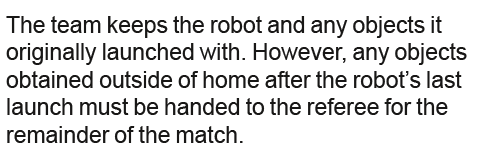 The team keeps the robot and any objects it
originally launched with. However, any objects
obtained outside of home after the robot’s last
launch must be handed to the referee for the
remainder of the match.